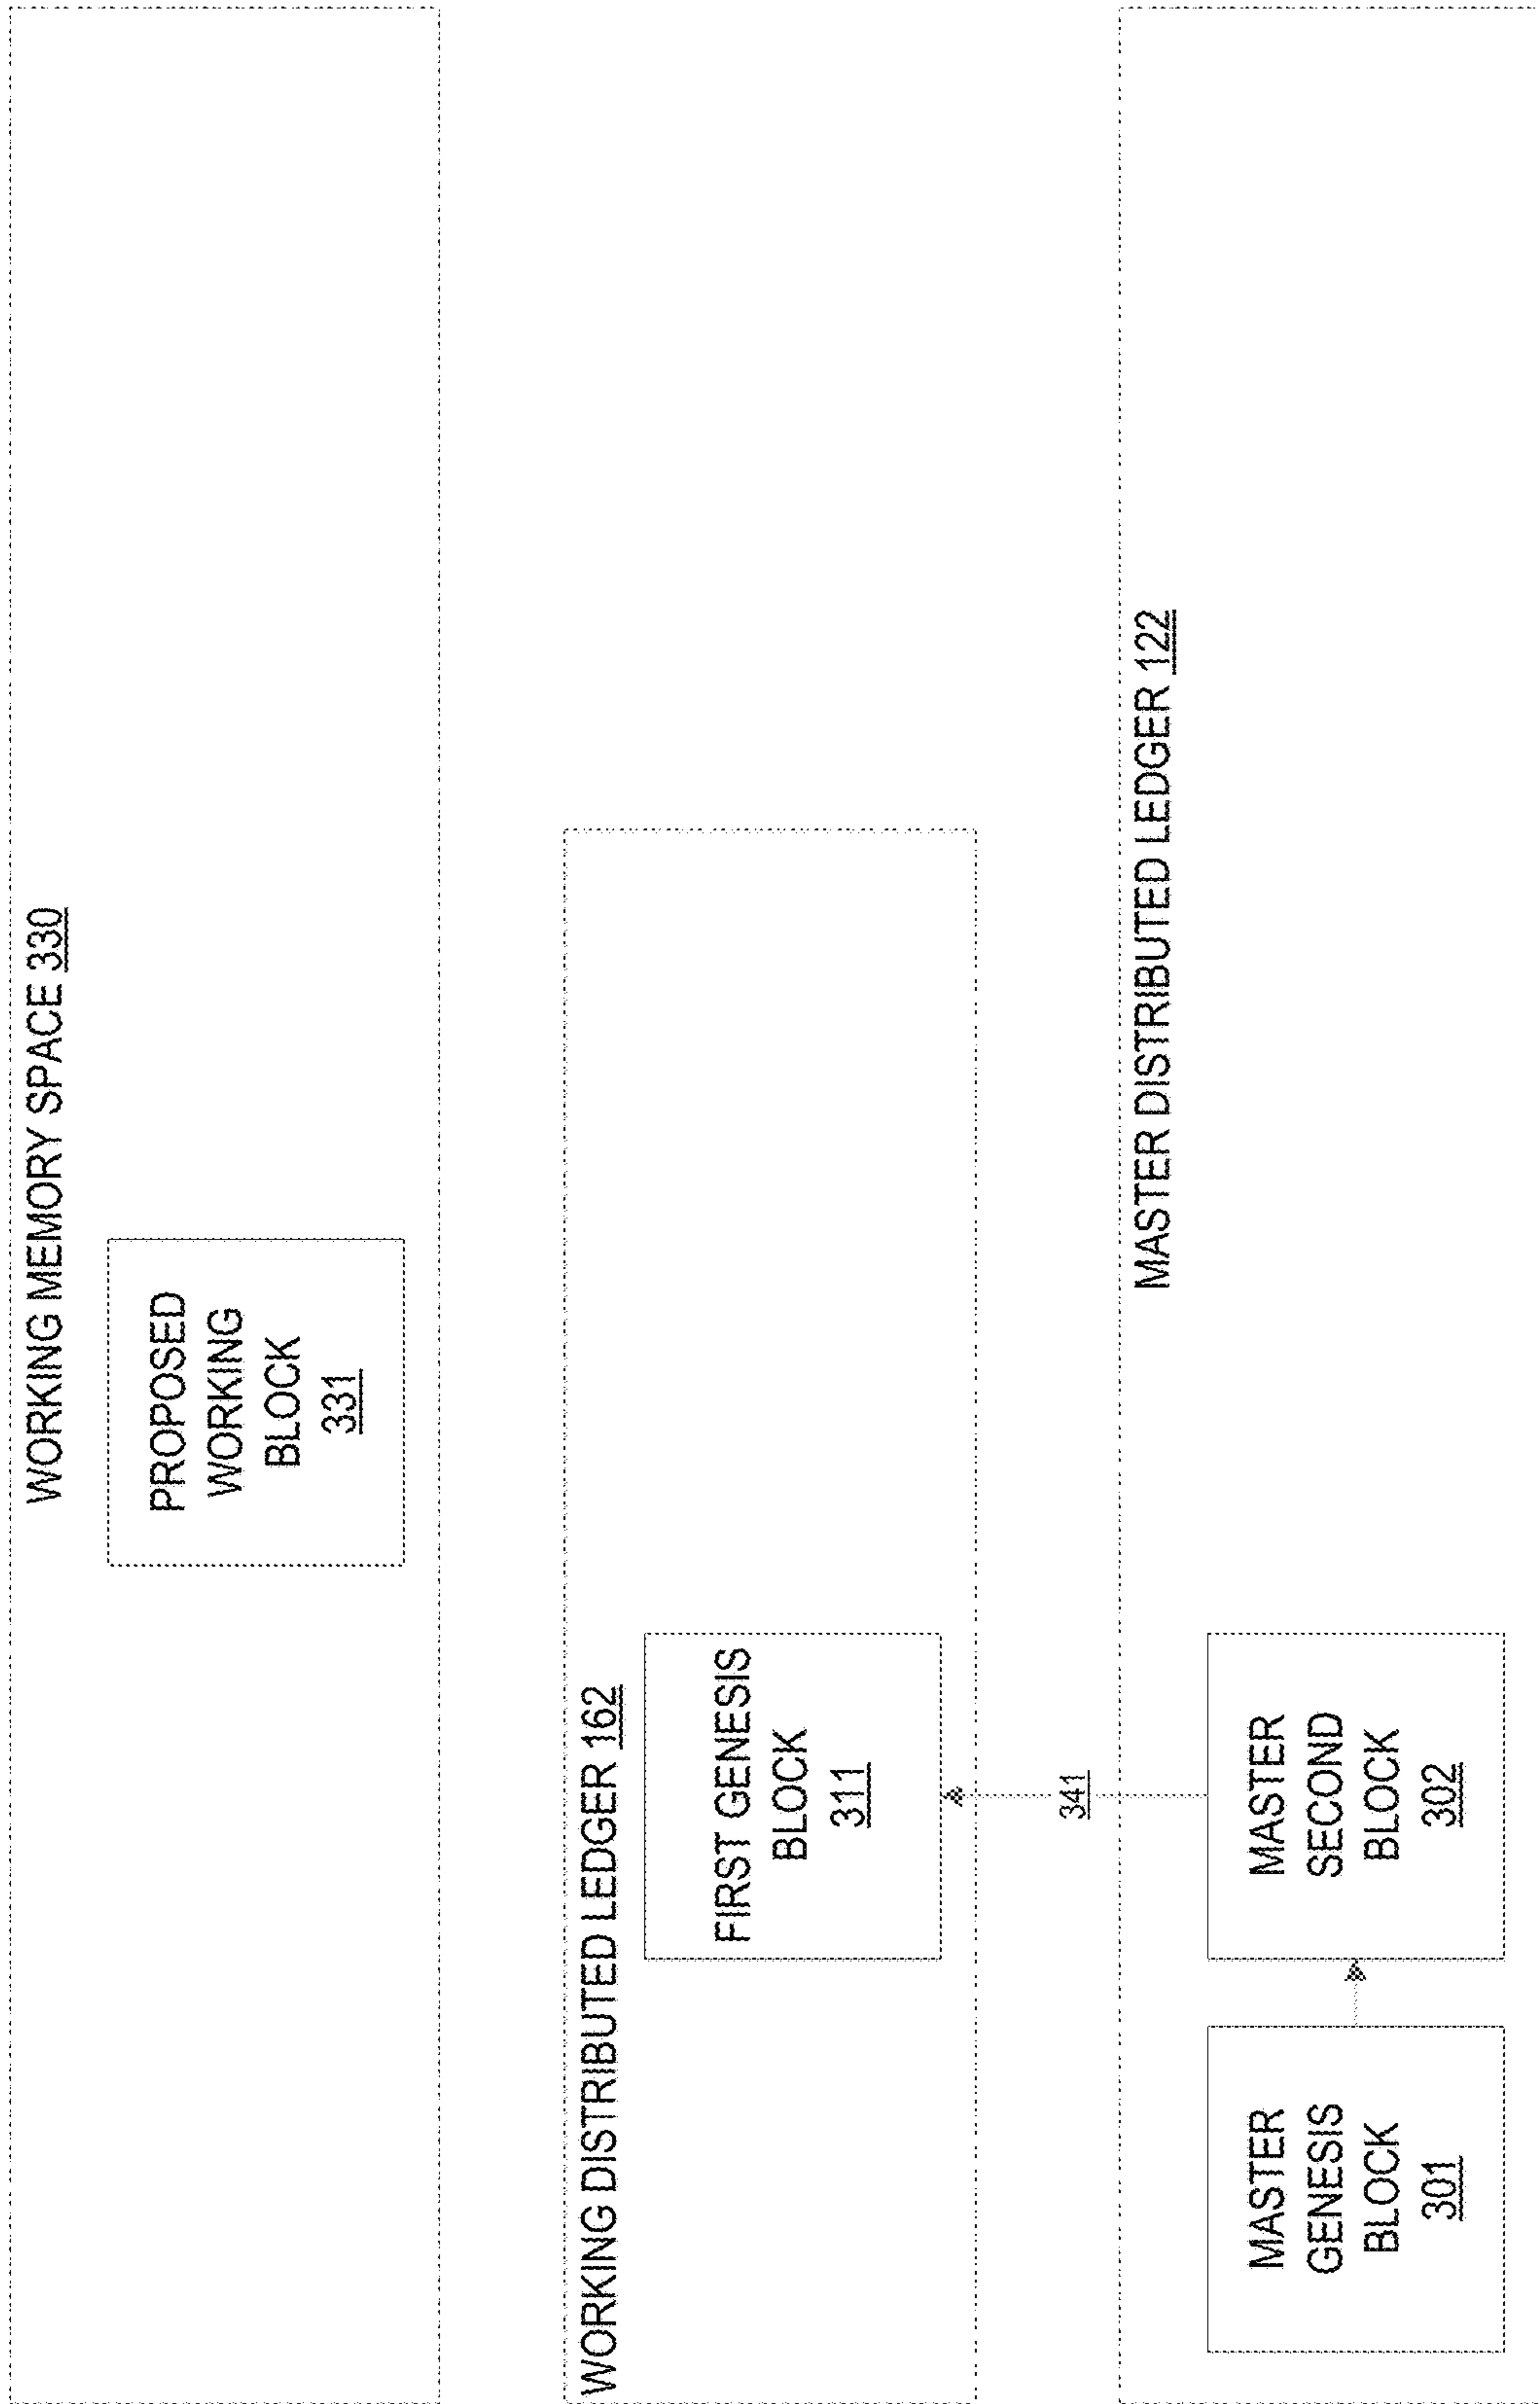 WORKING MEMORY SPACE 330
PROPOSED
WORKING
BLOCK
331
WORKING DISTRIBUTED LEDGER 162
FIRST GENESIS
BLOCK
311
341
MASTER DISTRIBUTED LEDGER 122
MASTER
GENESIS
BLOCK
301
MASTER
SECOND
BLOCK
302